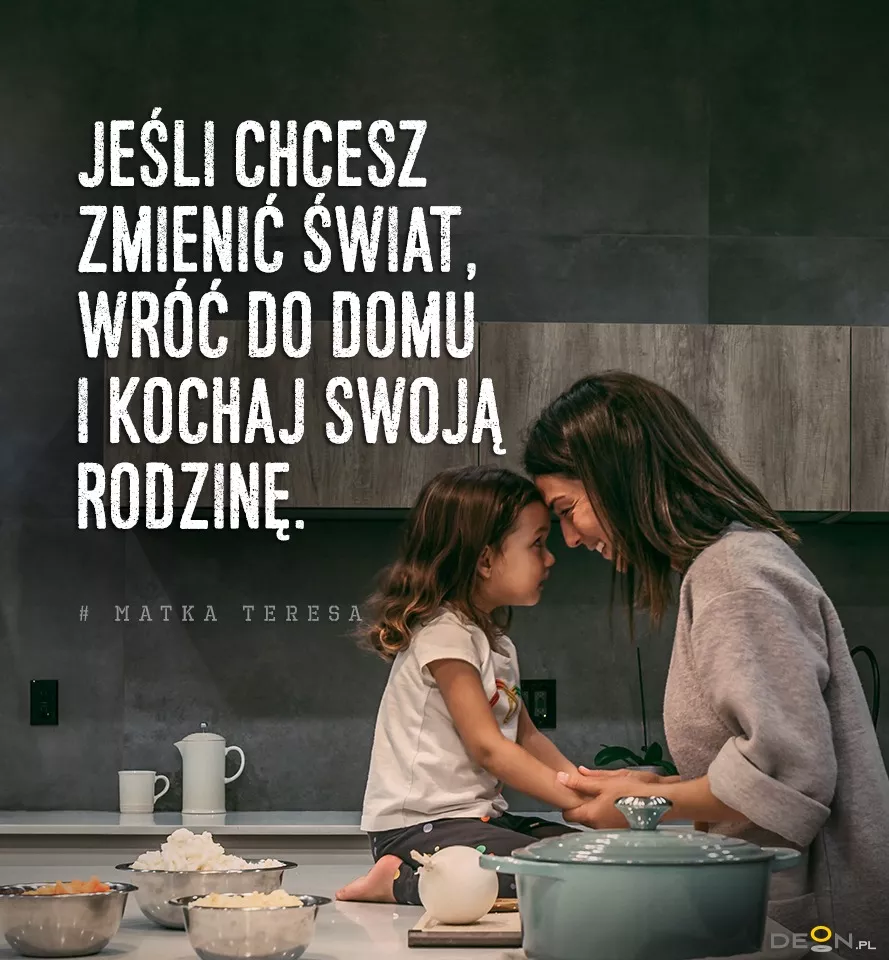 JEŚLI CHCESZ
ZMIENIĆ ŚWIAT,
WRÓĆ DO DOMU
I KOCHAJ SWOJĄ
RODZINĘ.
# MATKA TERESA
DEON.PL